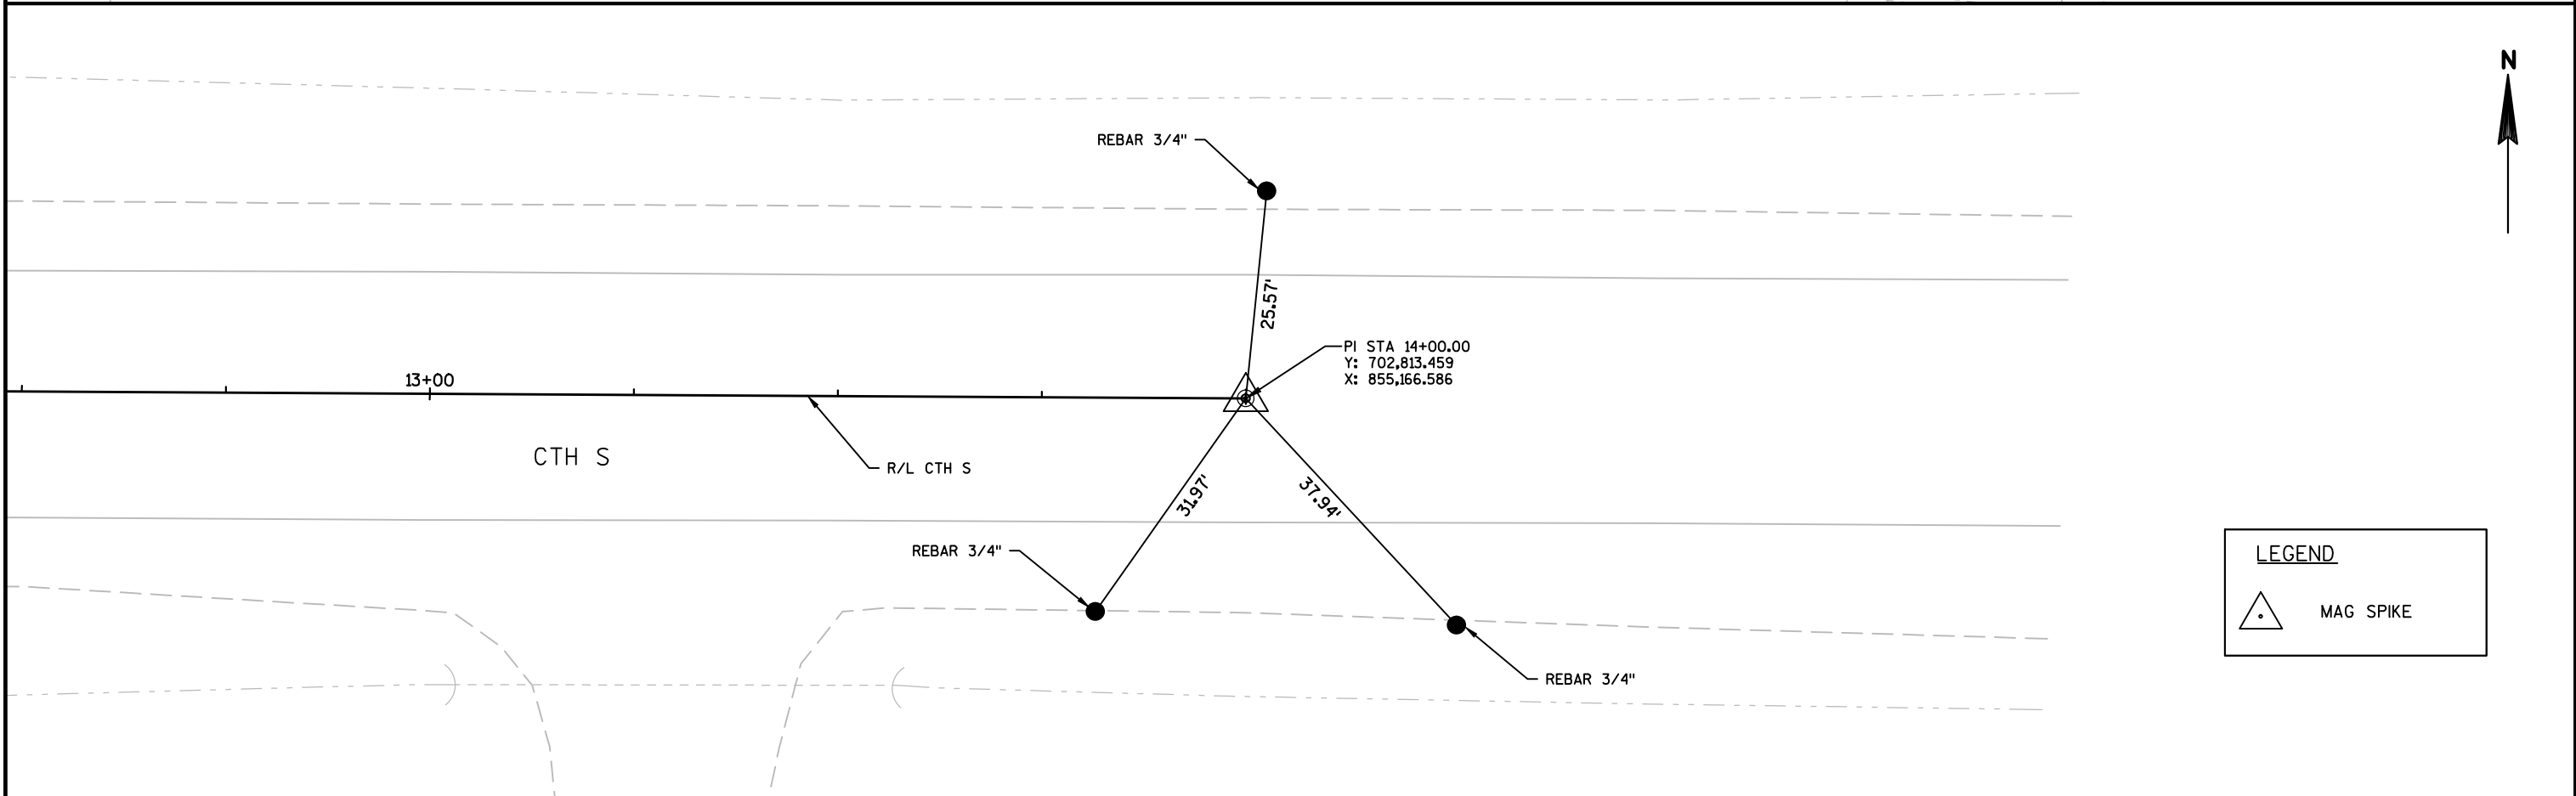 N
REBAR 3/4"
25.57'
PI STA 14+00.00
Y: 702,813.459
X: 855,166.586
13+00
CTH S
R/L CTH S
31.97'
37.94'
REBAR 3/4"
REBAR 3/4"
LEGEND
MAG SPIKE